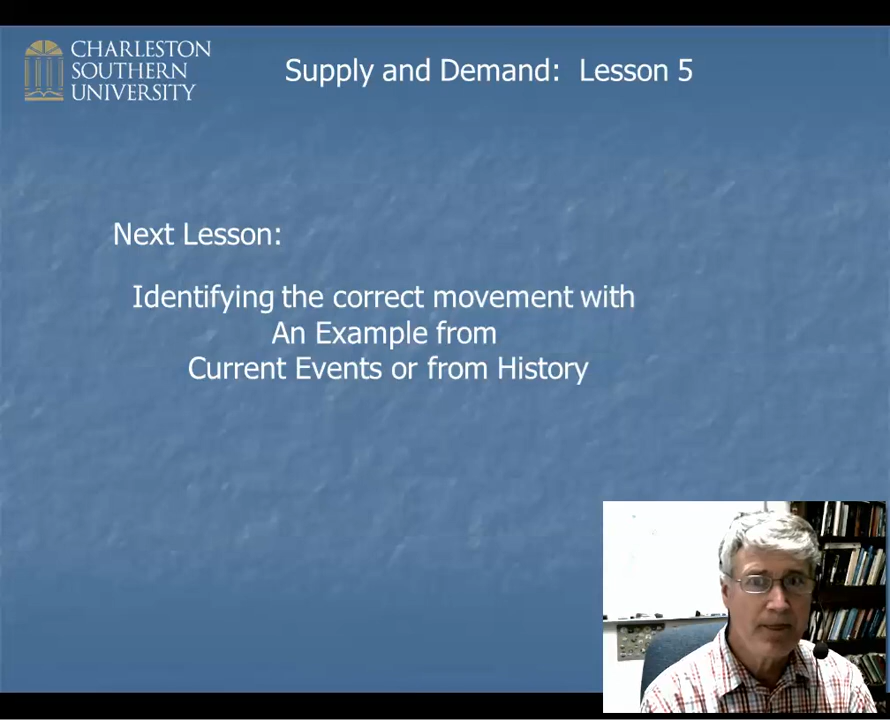 CHARLESTON
SOUTHERN
UNIVERSITY
Supply and Demand: Lesson 5
Next Lesson:
Identifying the correct movement with
An Example from
Current Events or from History